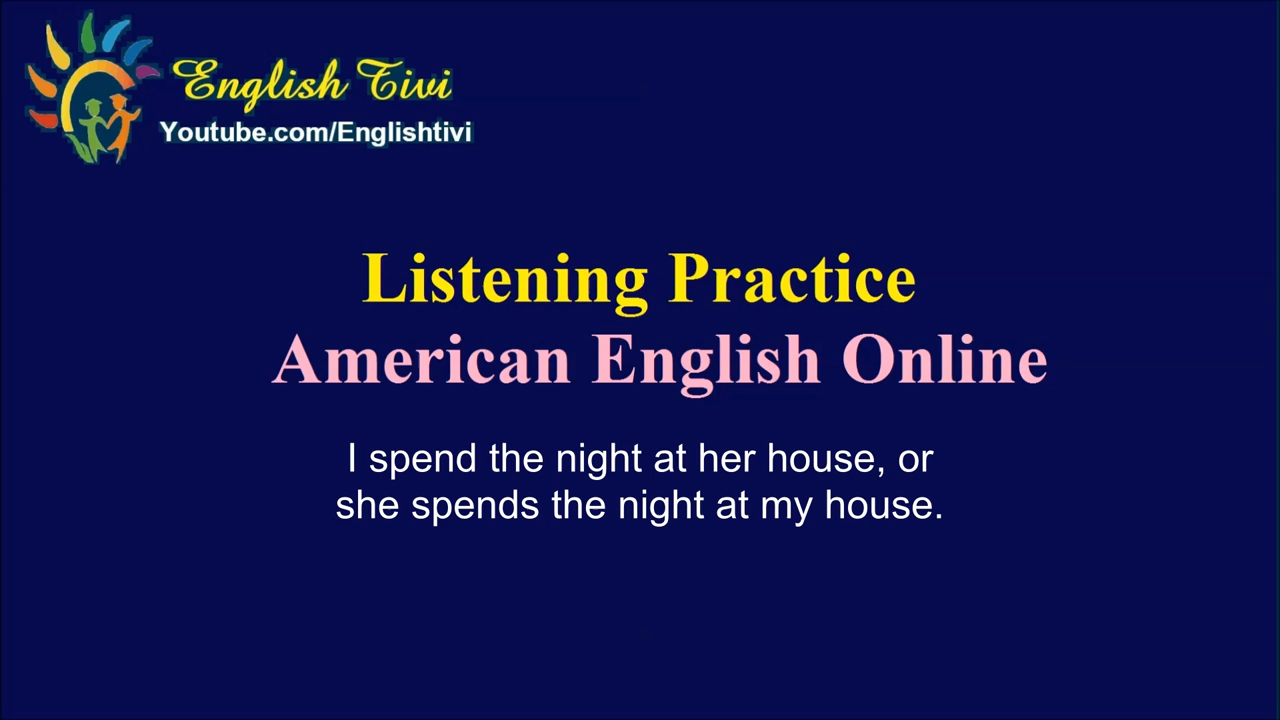 English Tivi
Youtube.com/Englishtivi
Listening Practice
American English Online
I spend the night at her house, or
she spends the night at my house.